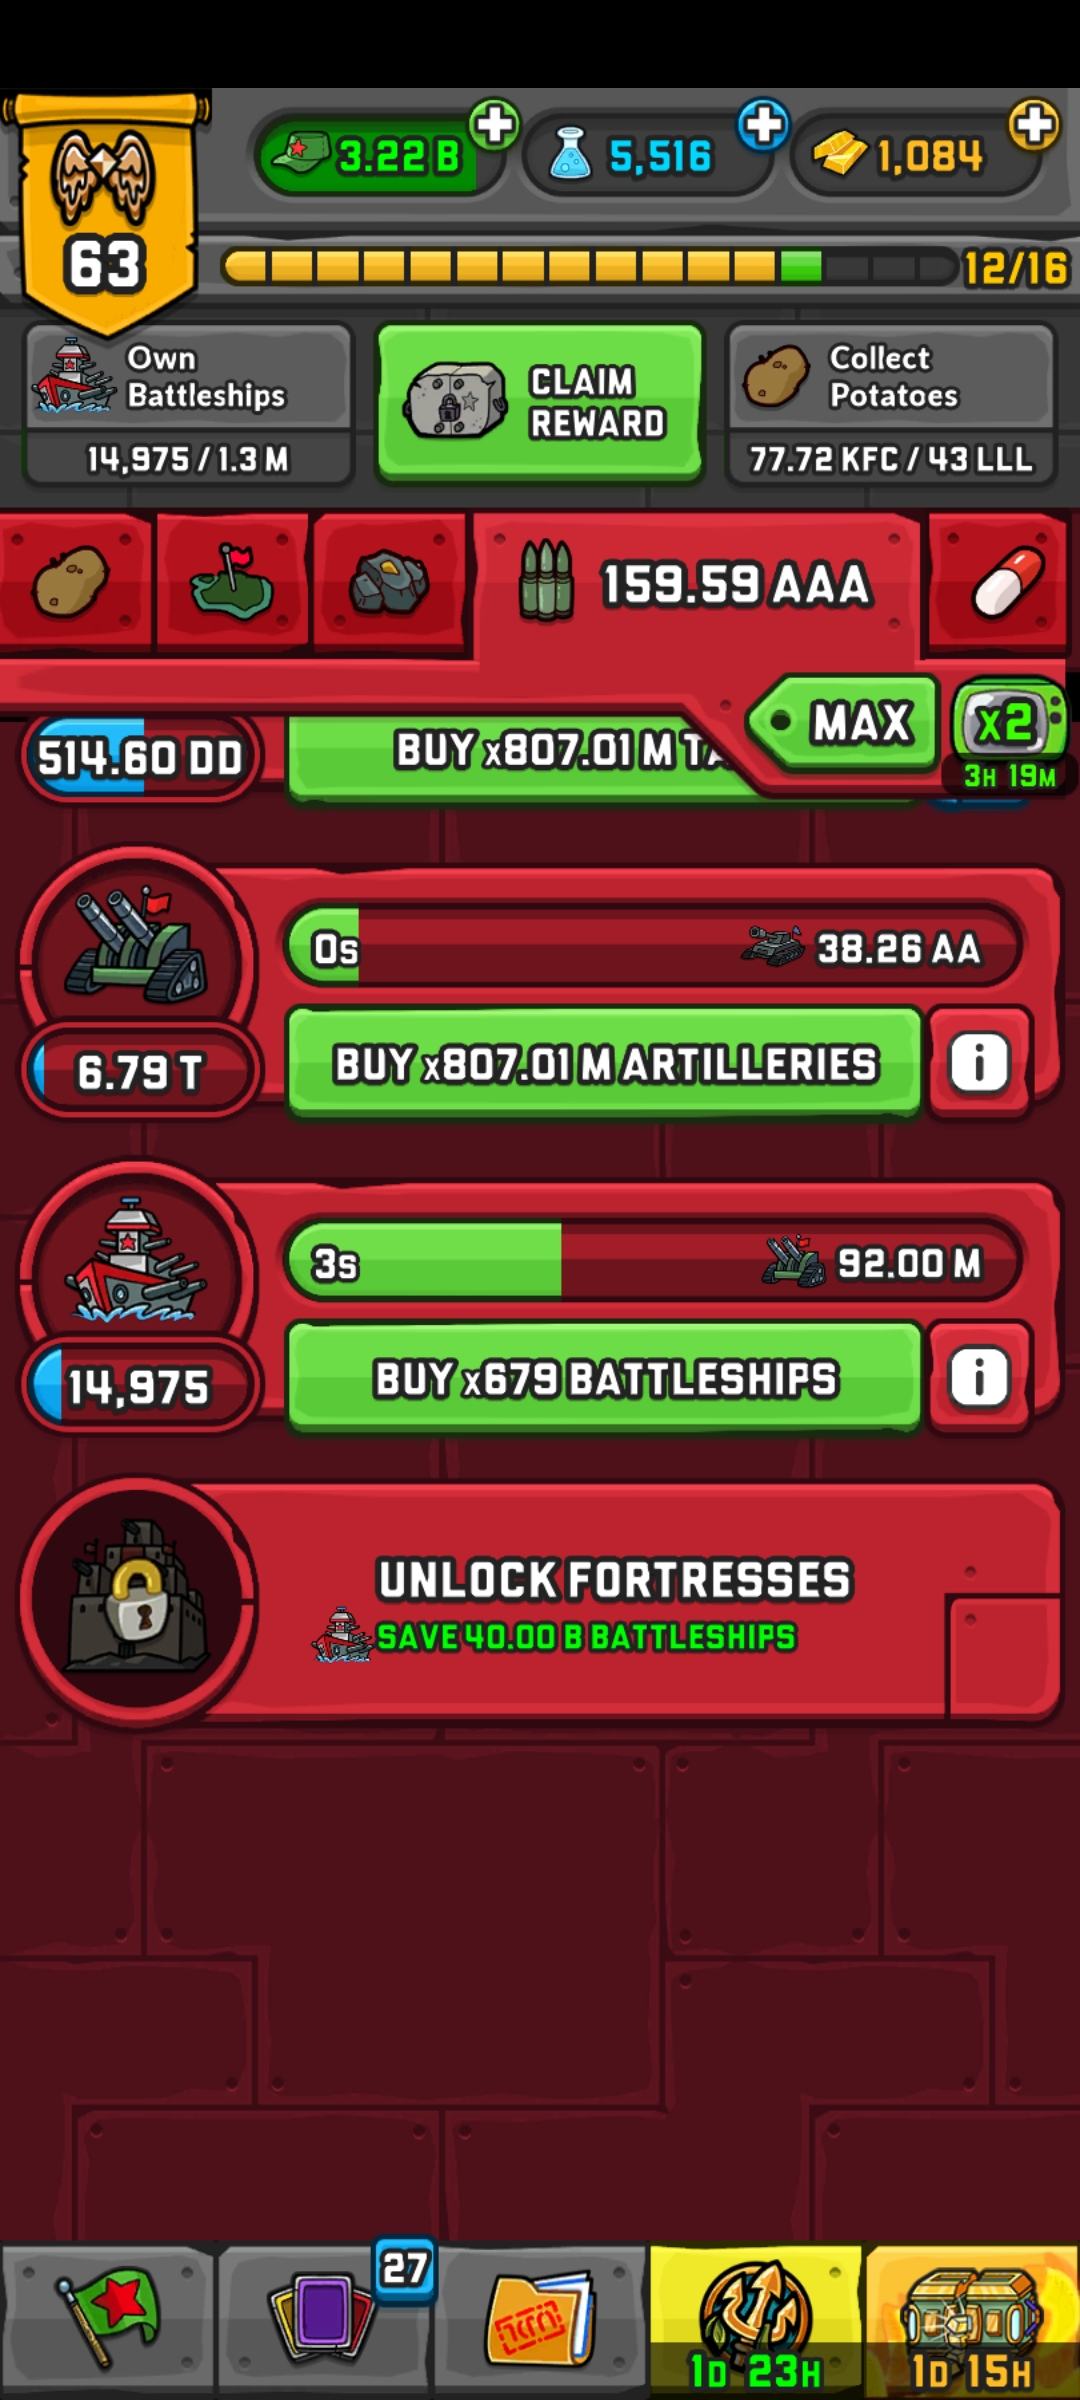 63
3.22 B
5,516
1,084
12/16
Own
Battleships
14,975 / 1.3 M
CLAIM
REWARD
Collect
Potatoes
77.72 KFC / 43 LLL
159.59 AAA
MAX
x2
3H 19M
514.60 DD
BUY x807.01 M TA
0s
38.26 AA
6.79 T
BUY x807.01 M ARTILLERIES
i
3s
92.00 M
14,975
BUY x679 BATTLESHIPS
i
UNLOCK FORTRESSES
SAVE 40.00 B BATTLESHIPS
27
1D 23H
1D 15H